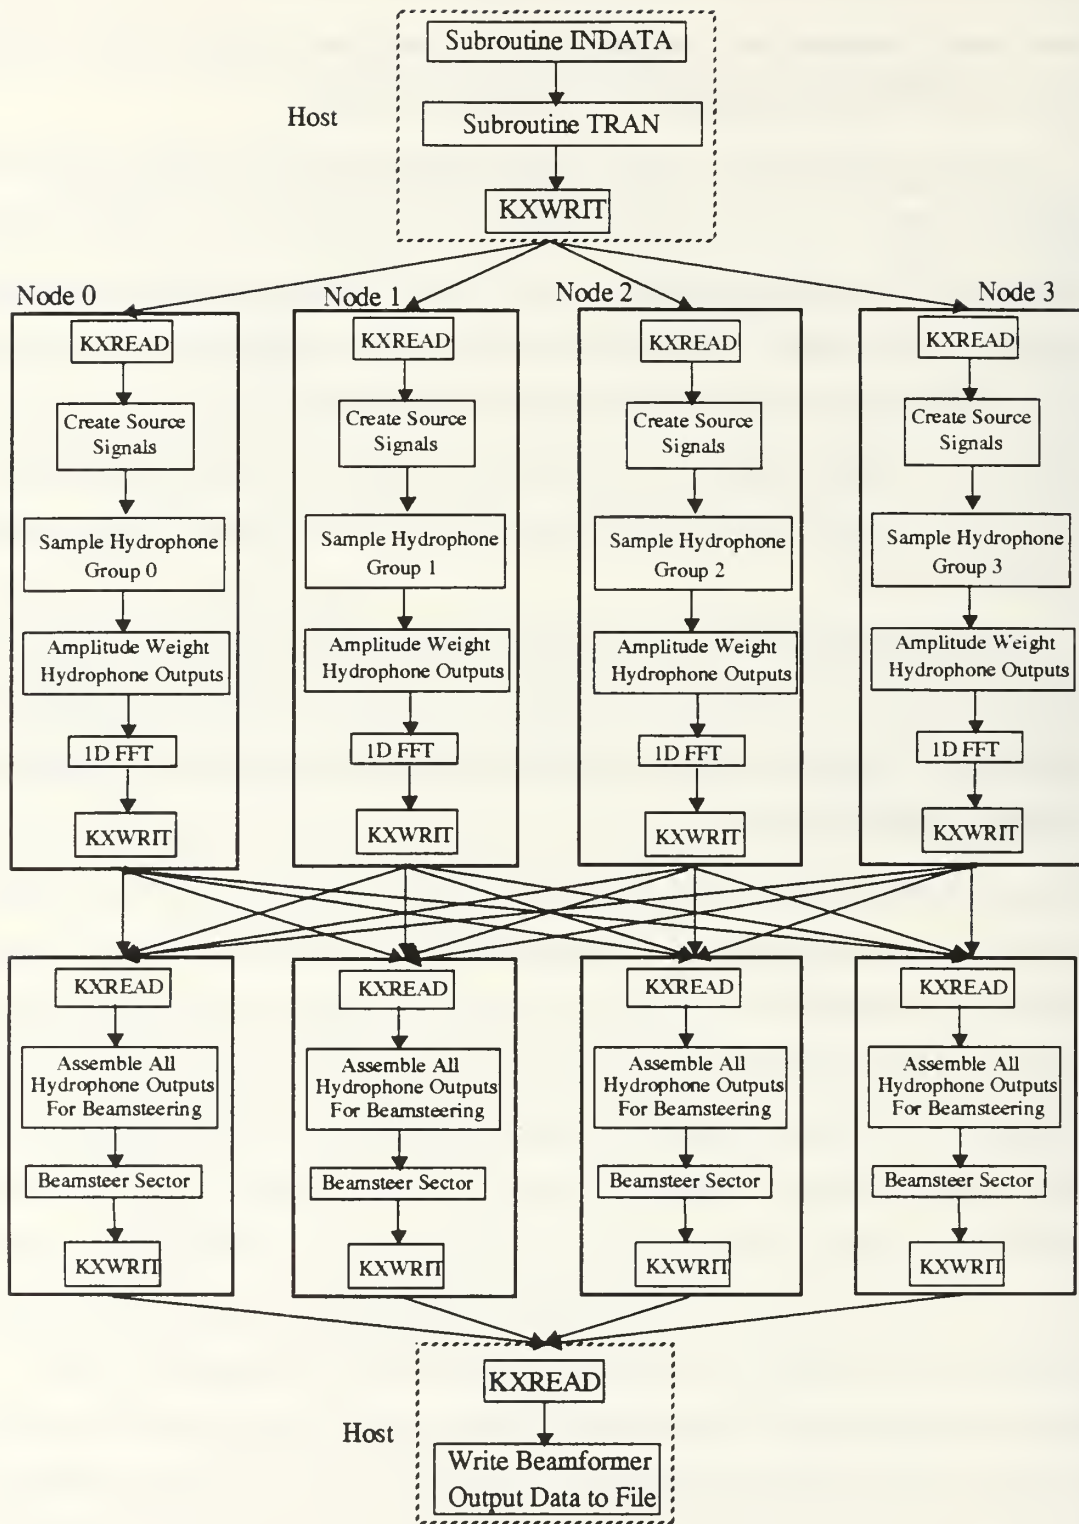 Subroutine INDATA
Host
Subroutine TRAN
KXWRIT
Node 0
Node 1
Node 2
Node 3
KXREAD
KXREAD
KXREAD
KXREAD
Create Source
Signals
Create Source
Signals
Create Source
Signals
Create Source
Signals
Sample Hydrophone
Group 0
Sample Hydrophone
Group 1
Sample Hydrophone
Group 2
Sample Hydrophone
Group 3
Amplitude Weight
Hydrophone Outputs
Amplitude Weight
Hydrophone Outputs
Amplitude Weight
Hydrophone Outputs
Amplitude Weight
Hydrophone Outputs
1D FFT
1D FFT
1D FFT
1D FFT
KXWRIT
KXWRIT
KXWRIT
KXWRIT
KXREAD
KXREAD
KXREAD
KXREAD
Assemble All
Hydrophone Outputs
For Beamsteering
Assemble All
Hydrophone Outputs
For Beamsteering
Assemble All
Hydrophone Outputs
For Beamsteering
Assemble All
Hydrophone Outputs
For Beamsteering
Beamsteer Sector
Beamsteer Sector
Beamsteer Sector
Beamsteer Sector
KXWRIT
KXWRIT
KXWRIT
KXWRIT
KXREAD
Host
Write Beamformer
Output Data to File